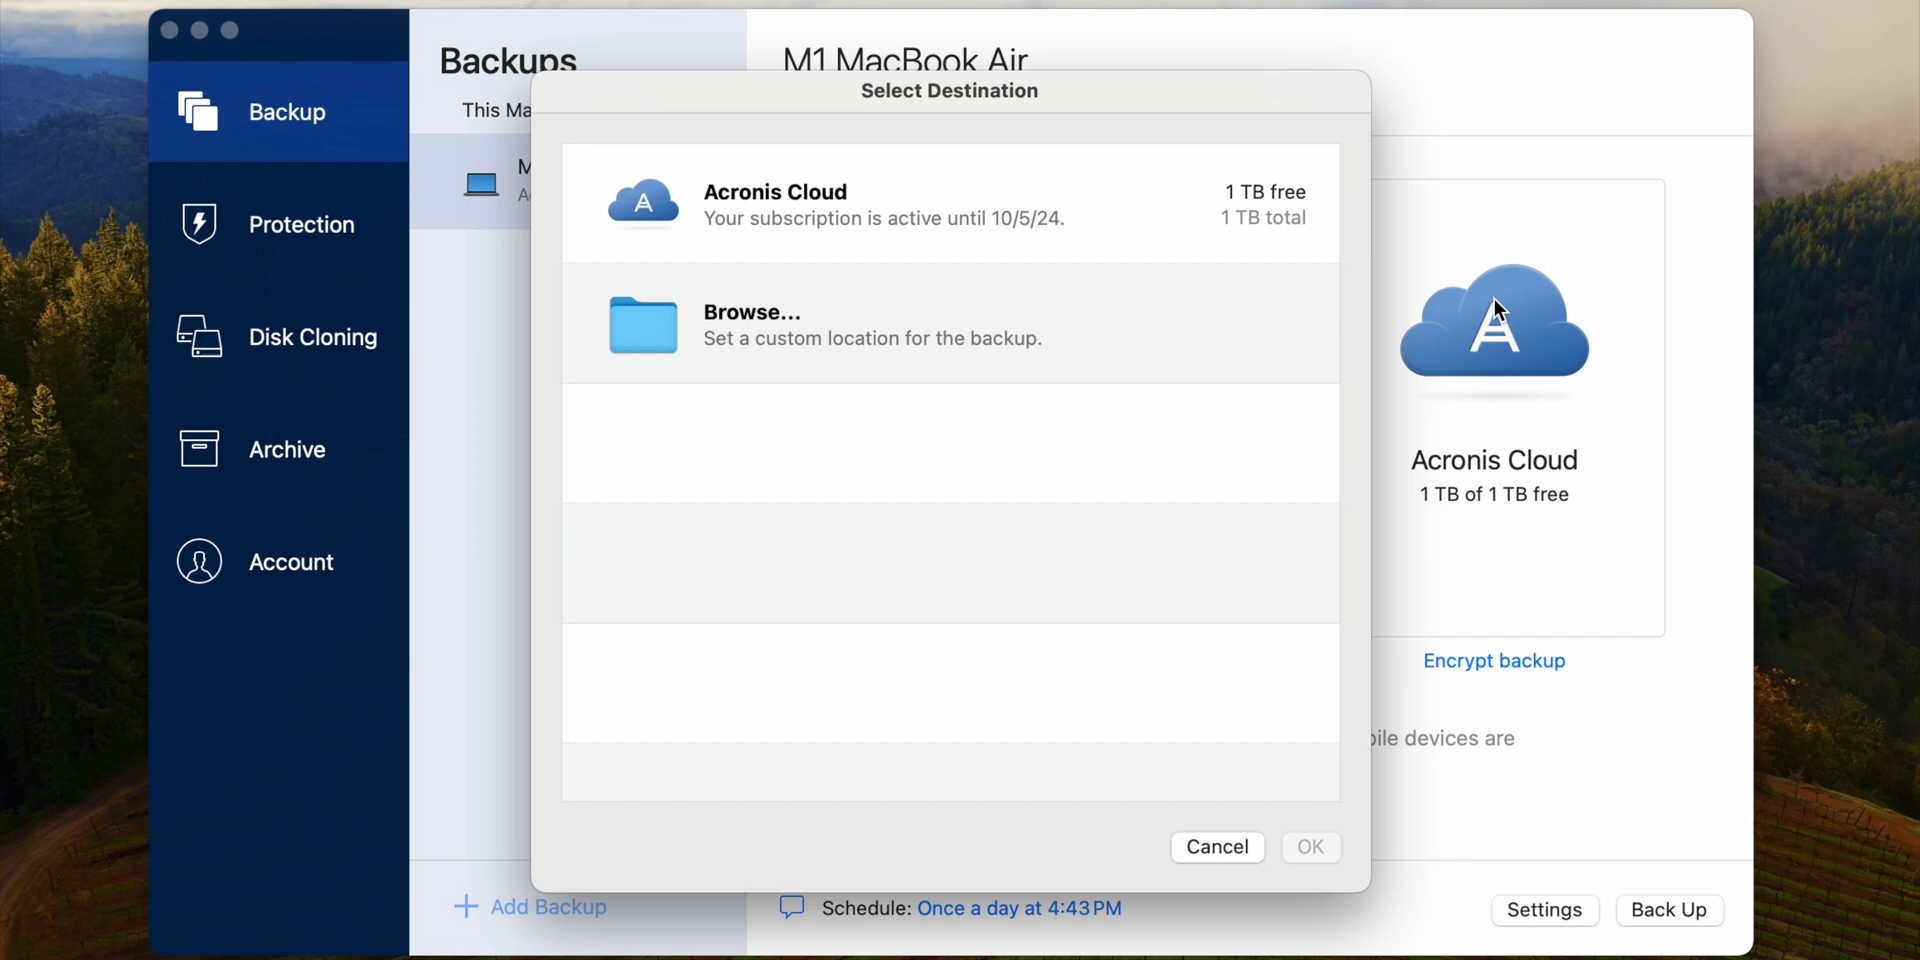 Backups
M1 MacBook Air
Select Destination
Backup
This Ma
Protection
Disk Cloning
Archive
Account
M
A
Acronis Cloud
1 TB free
Your subscription is active until 10/5/24.
1 TB total
Browse...
Set a custom location for the backup.
Acronis Cloud
1 TB of 1 TB free
Encrypt backup
bile devices are
Cancel
OK
Add Backup
Schedule: Once a day at 4:43 PM
Settings
Back Up